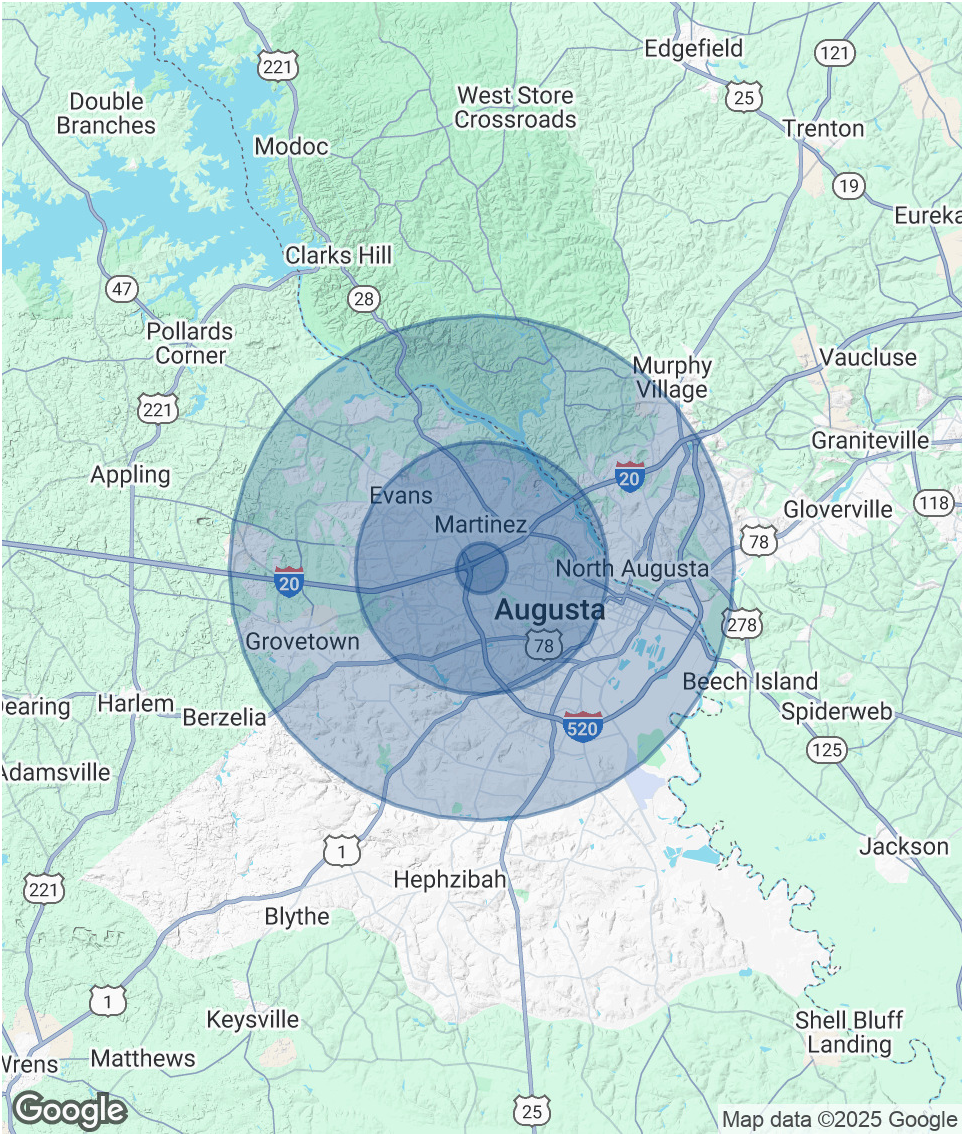 Edgefield
121
221
25
Double
Branches
West Store
Crossroads
Trenton
Modoc
19
Eureka
Clarks Hill
47
28
Pollards
Corner
Murphy
Village
Vaucluse
221
Graniteville
Appling
20
Evans
118
Gloverville
Martinez
78
20
North Augusta
Augusta
278
Grovetown
78
Beech Island
Harlem
Dearing
Berzelia
Spiderweb
520
125
Adamsville
1
Jackson
Hephzibah
221
Blythe
1
Keysville
Shell Bluff
Landing
Wrens
Matthews
25
Google
Map data ©2025 Google